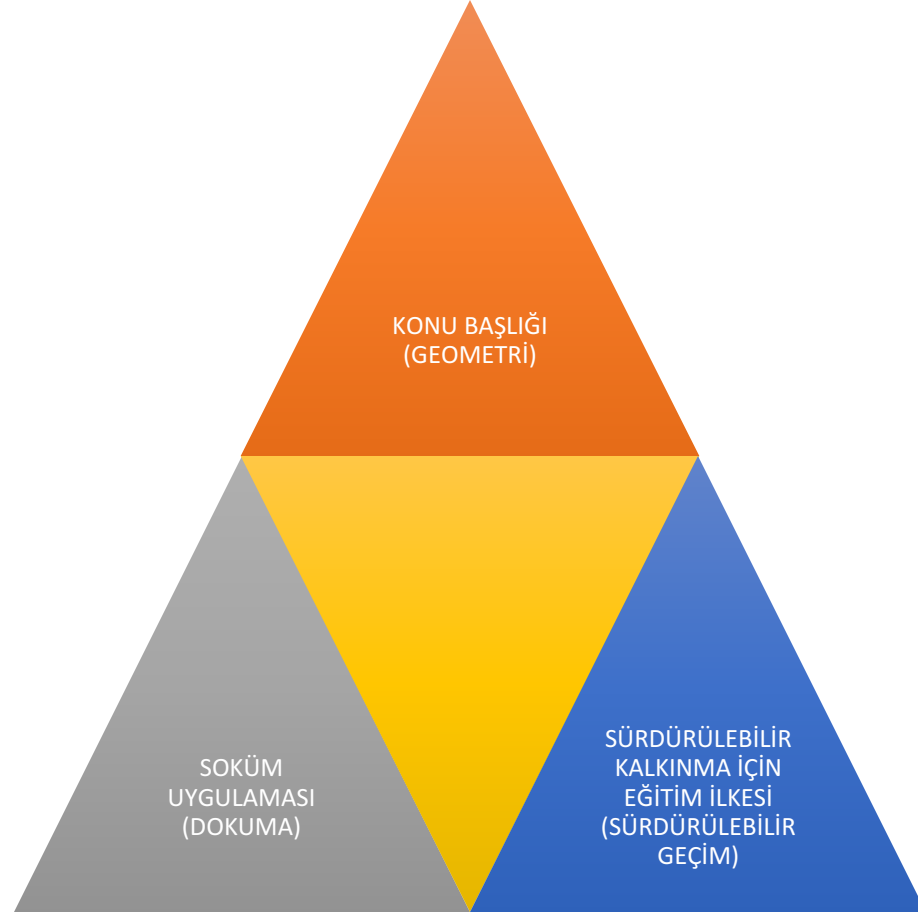 KONU BAŞLIĞI
(GEOMETRİ)
SOKÜM
UYGULAMASI
(DOKUMA)
SÜRDÜRÜLEBİLİR
KALKINMA İÇİN
EĞİTİM İLKESİ
(SÜRDÜRÜLEBİLİR
GEÇİM)